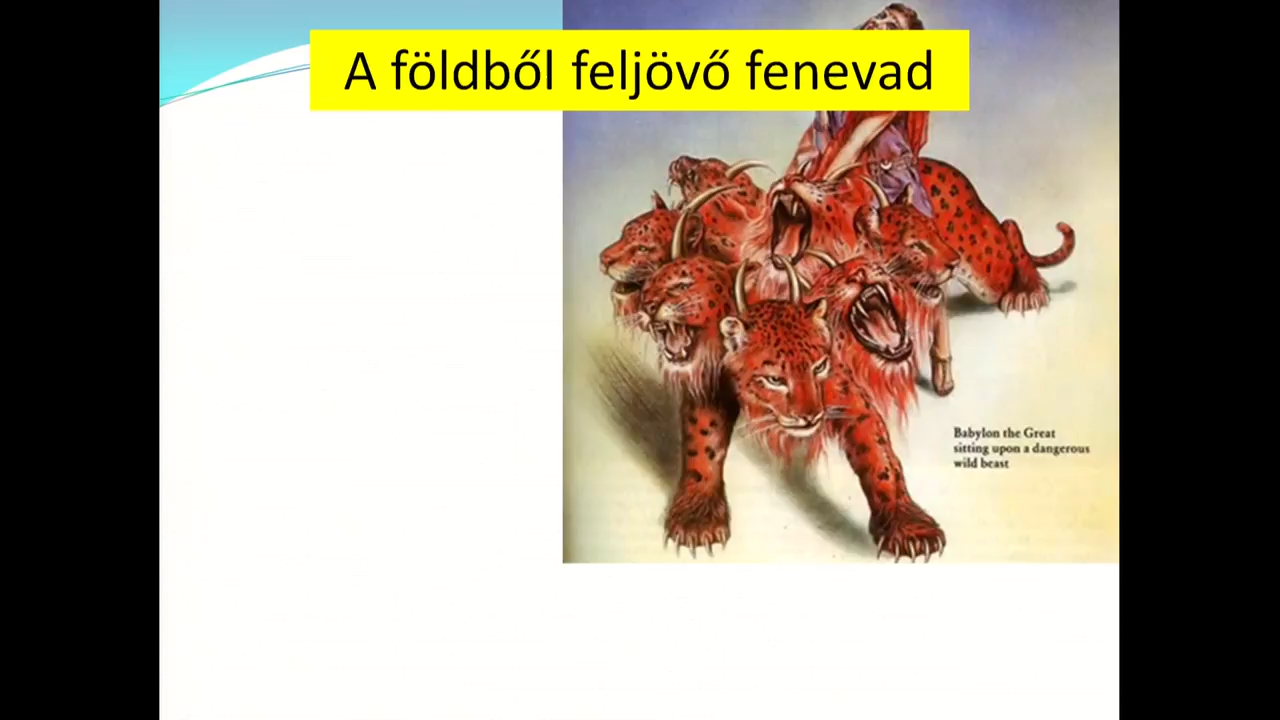 A földből feljövő fenevad
Babylon the Great
sitting upon a dangerous
wild beast